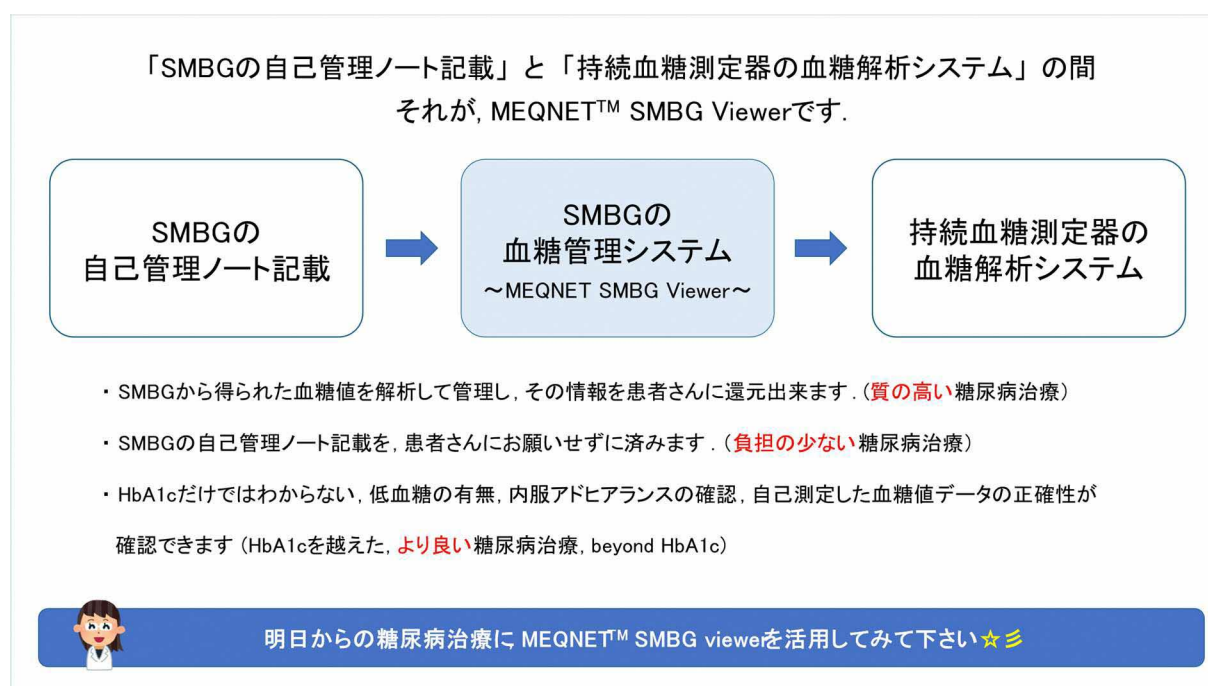 「SMBGの自己管理ノート記載」と「持続血糖測定器の血糖解析システム」の間
それが, MEQNET™ SMBG Viewerです.
SMBGの
自己管理ノート記載
SMBGの
血糖管理システム
～MEQNET SMBG Viewer～
持続血糖測定器の
血糖解析システム
・SMBGから得られた血糖値を解析して管理し, その情報を患者さんに還元出来ます. (質の高い糖尿病治療)
・SMBGの自己管理ノート記載を, 患者さんにお願いせずに済みます. (負担の少ない糖尿病治療)
・HbA1cだけではわからない, 低血糖の有無, 内服アドヒアランスの確認, 自己測定した血糖値データの正確性が
確認できます (HbA1cを越えた, より良い糖尿病治療, beyond HbA1c)
明日からの糖尿病治療に, MEQNET™ SMBG viewerを活用してみて下さい☆彡